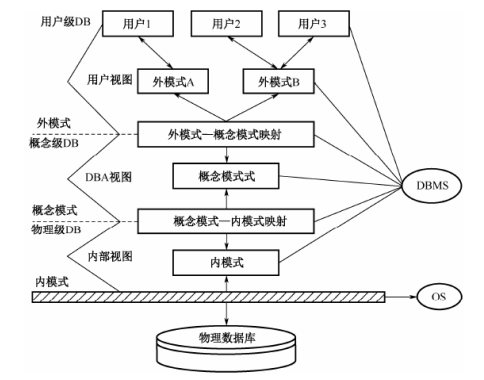 用户级DB
用户1
用户2
用户3
用户视图
外模式A
外模式B
外模式
概念级DB
外模式—概念模式映射
DBA视图
概念模式式
DBMS
概念模式
物理级DB
概念模式—内模式映射
内部视图
内模式
内模式
OS
物理数据库